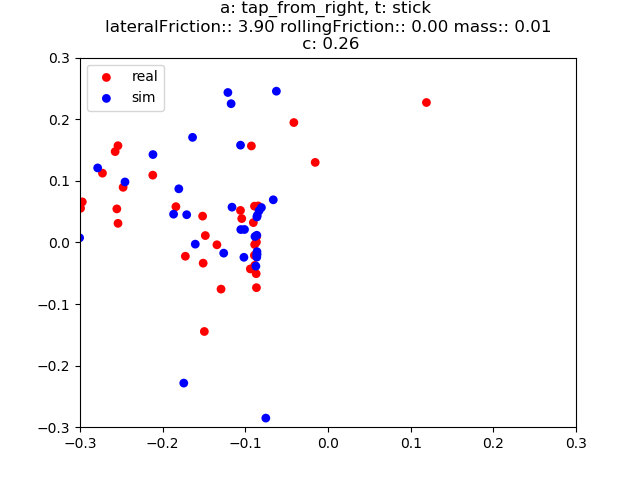 a: tap_from_right, t: stick
lateralFriction:: 3.90 rollingFriction:: 0.00 mass:: 0.01
c: 0.26
real
sim
0.3
0.2
0.1
0.0
−0.1
−0.2
−0.3
−0.3
−0.2
−0.1
0.0
0.1
0.2
0.3